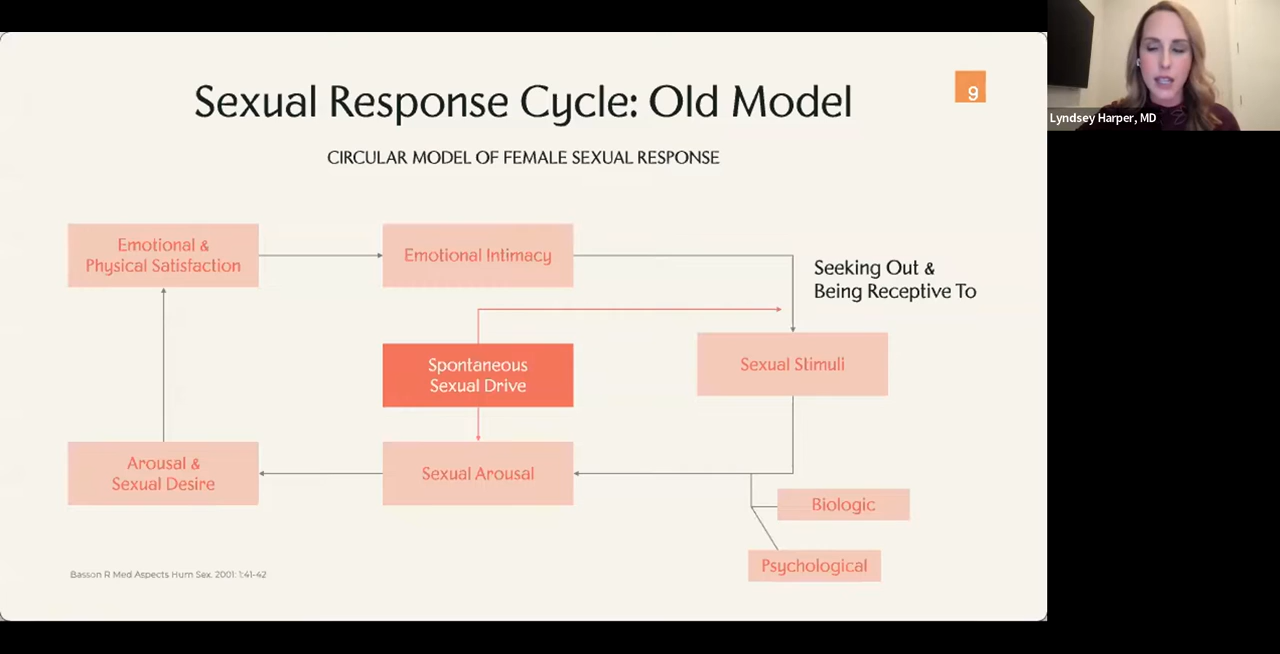 Sexual Response Cycle: Old Model
9
CIRCULAR MODEL OF FEMALE SEXUAL RESPONSE
Emotional &
Physical Satisfaction
Emotional Intimacy
Seeking Out &
Being Receptive To
Spontaneous
Sexual Drive
Sexual Stimuli
Arousal &
Sexual Desire
Sexual Arousal
Biologic
Psychological
Basson R Med Aspects Hum Sex. 2001: 1:41-42
Lyndsey Harper, MD